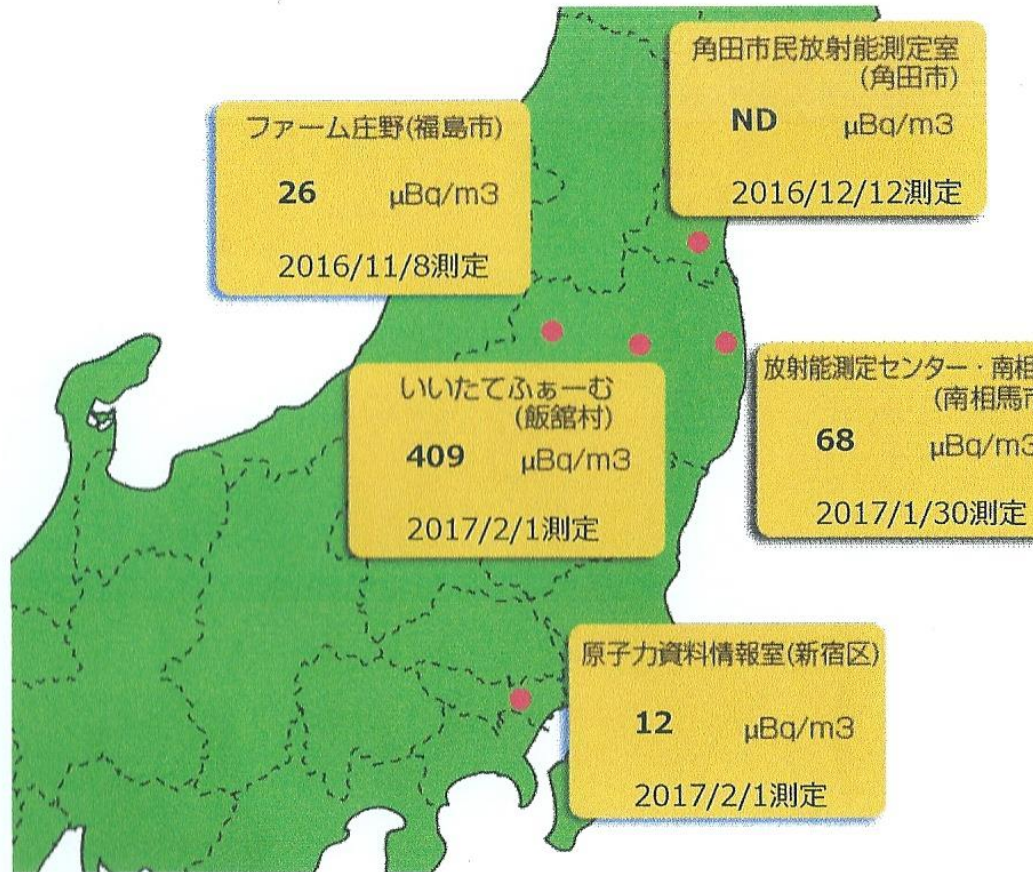 角田市民放射能測定室
(角田市)
ND μBq/m3
2016/12/12測定
ファーム庄野(福島市)
26 μBq/m3
2016/11/8測定
いいたてふぁーむ
(飯舘村)
409 μBq/m3
2017/2/1測定
放射能測定センター・南相
(南相馬市
68 μBq/m3
2017/1/30測定
原子力資料情報室(新宿区)
12 μBq/m3
2017/2/1測定